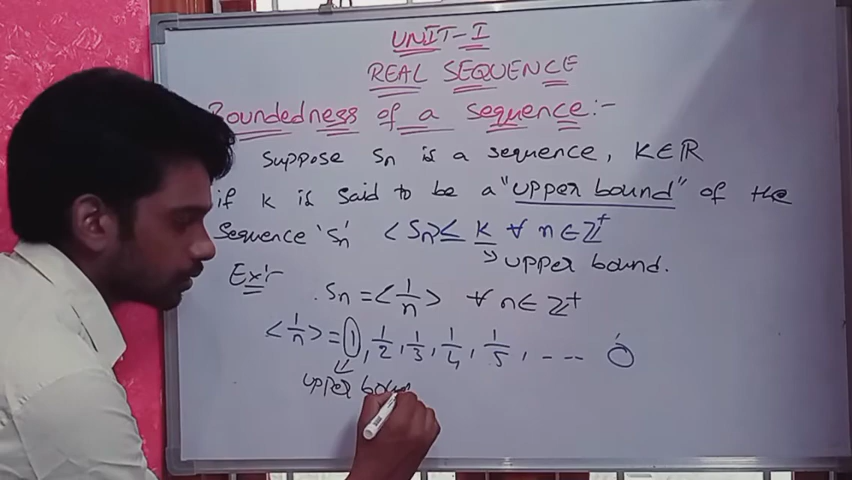 UNIT-I
REAL SEQUENCE
Boundedness of a sequence:-
Suppose Sn is a sequence, K∈R
if K is said to be a "upper bound" of the
Sequence 'Sn' <Sn> ≤ K ∀ n∈Z⁺
upper bound.
Ex:-
Sn = <1/n> ∀ n∈Z⁺
<1/n> = 1, 1/2, 1/3, 1/4, 1/5, ---- 0
upper boun